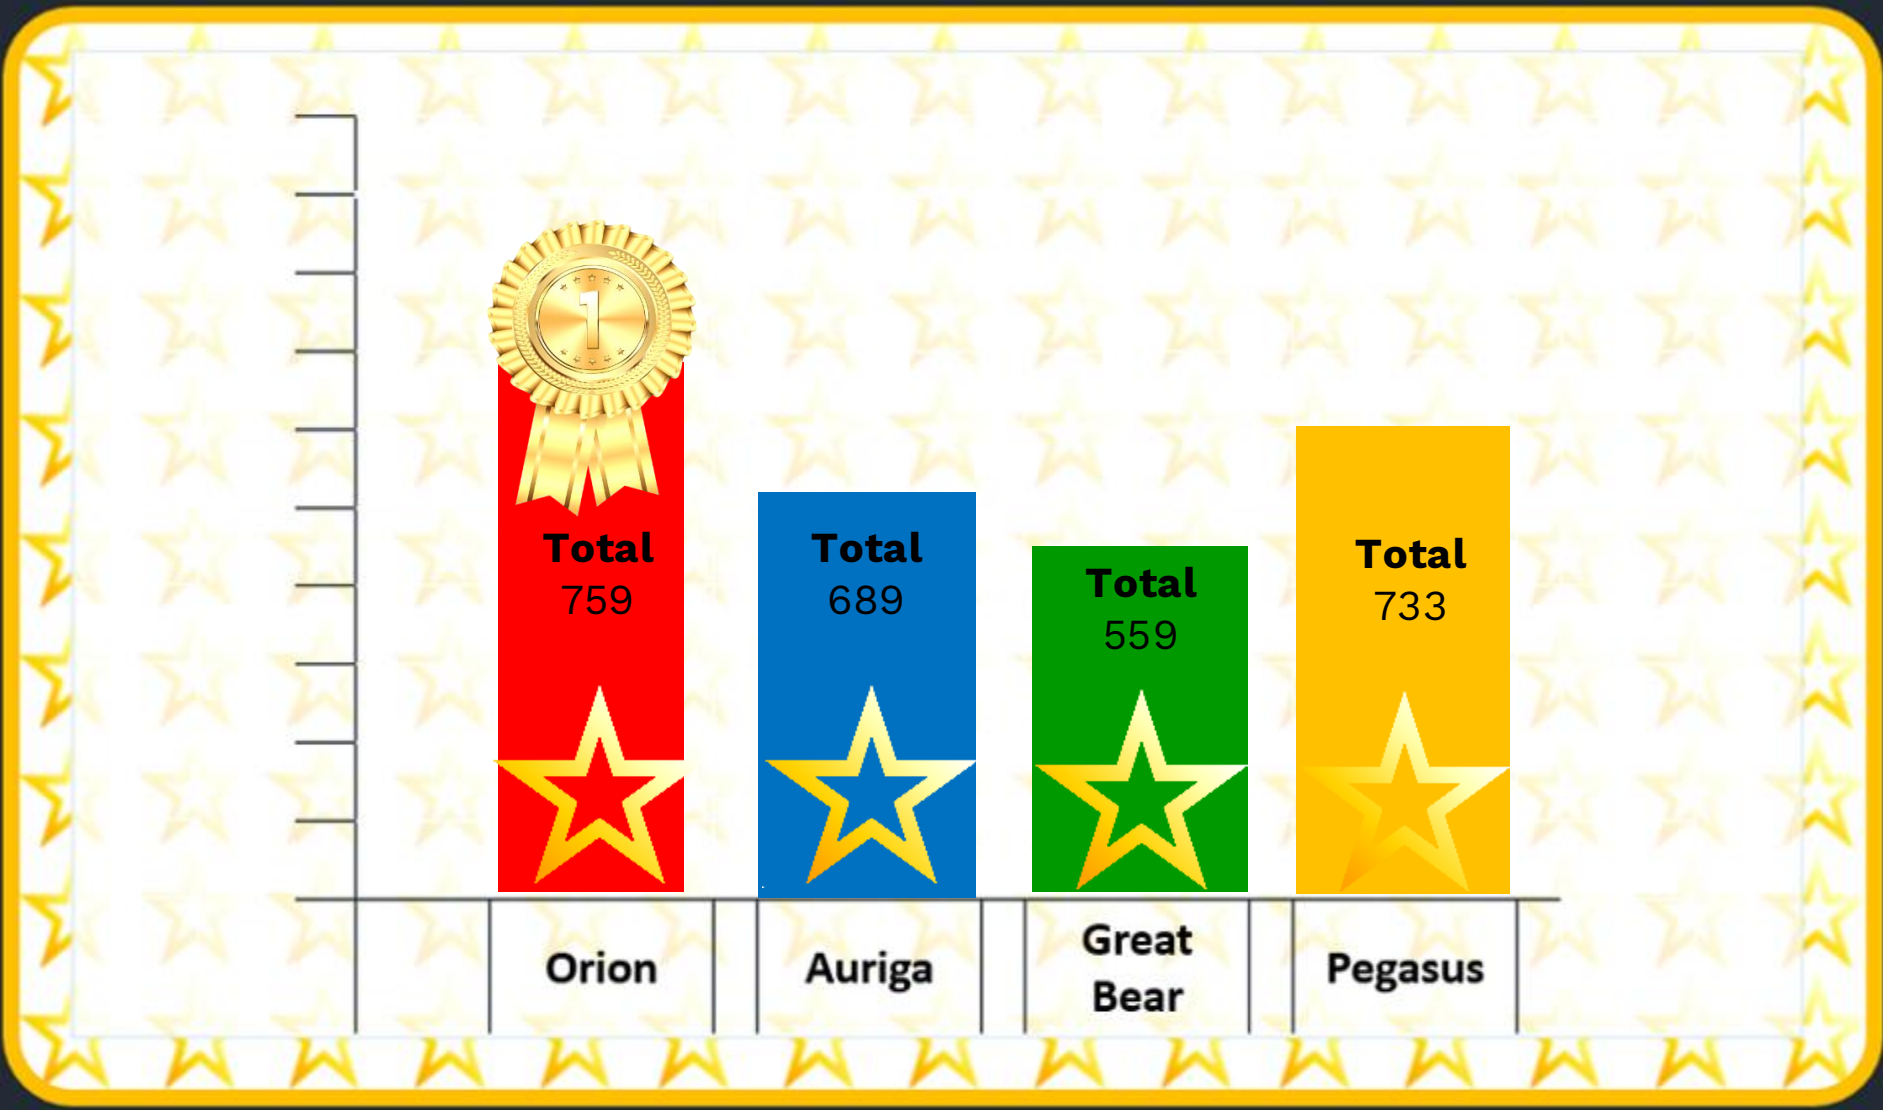 1
Total
759
Total
689
Total
559
Total
733
Orion
Auriga
Great
Bear
Pegasus